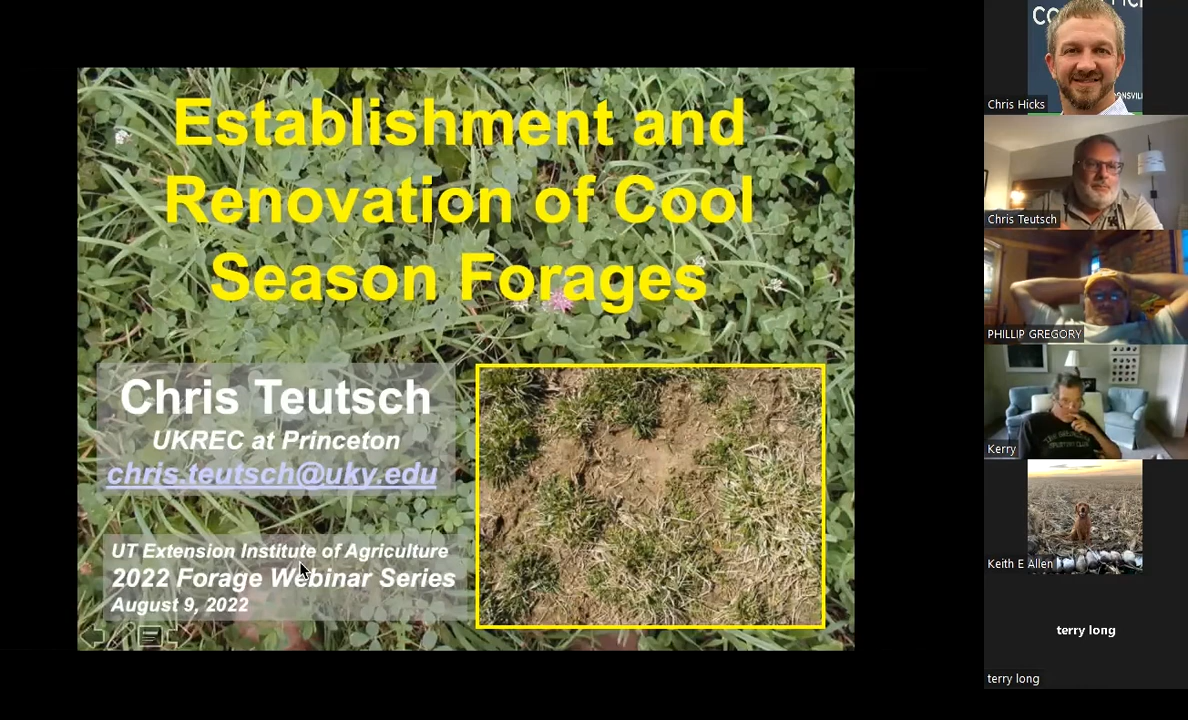 Establishment and
Renovation of Cool
Season Forages
Chris Teutsch
UKREC at Princeton
chris.teutsch@uky.edu
UT Extension Institute of Agriculture
2022 Forage Webinar Series
August 9, 2022
Chris Hicks
Chris Teutsch
PHILLIP GREGORY
Kerry
Keith E Allen
terry long
terry long